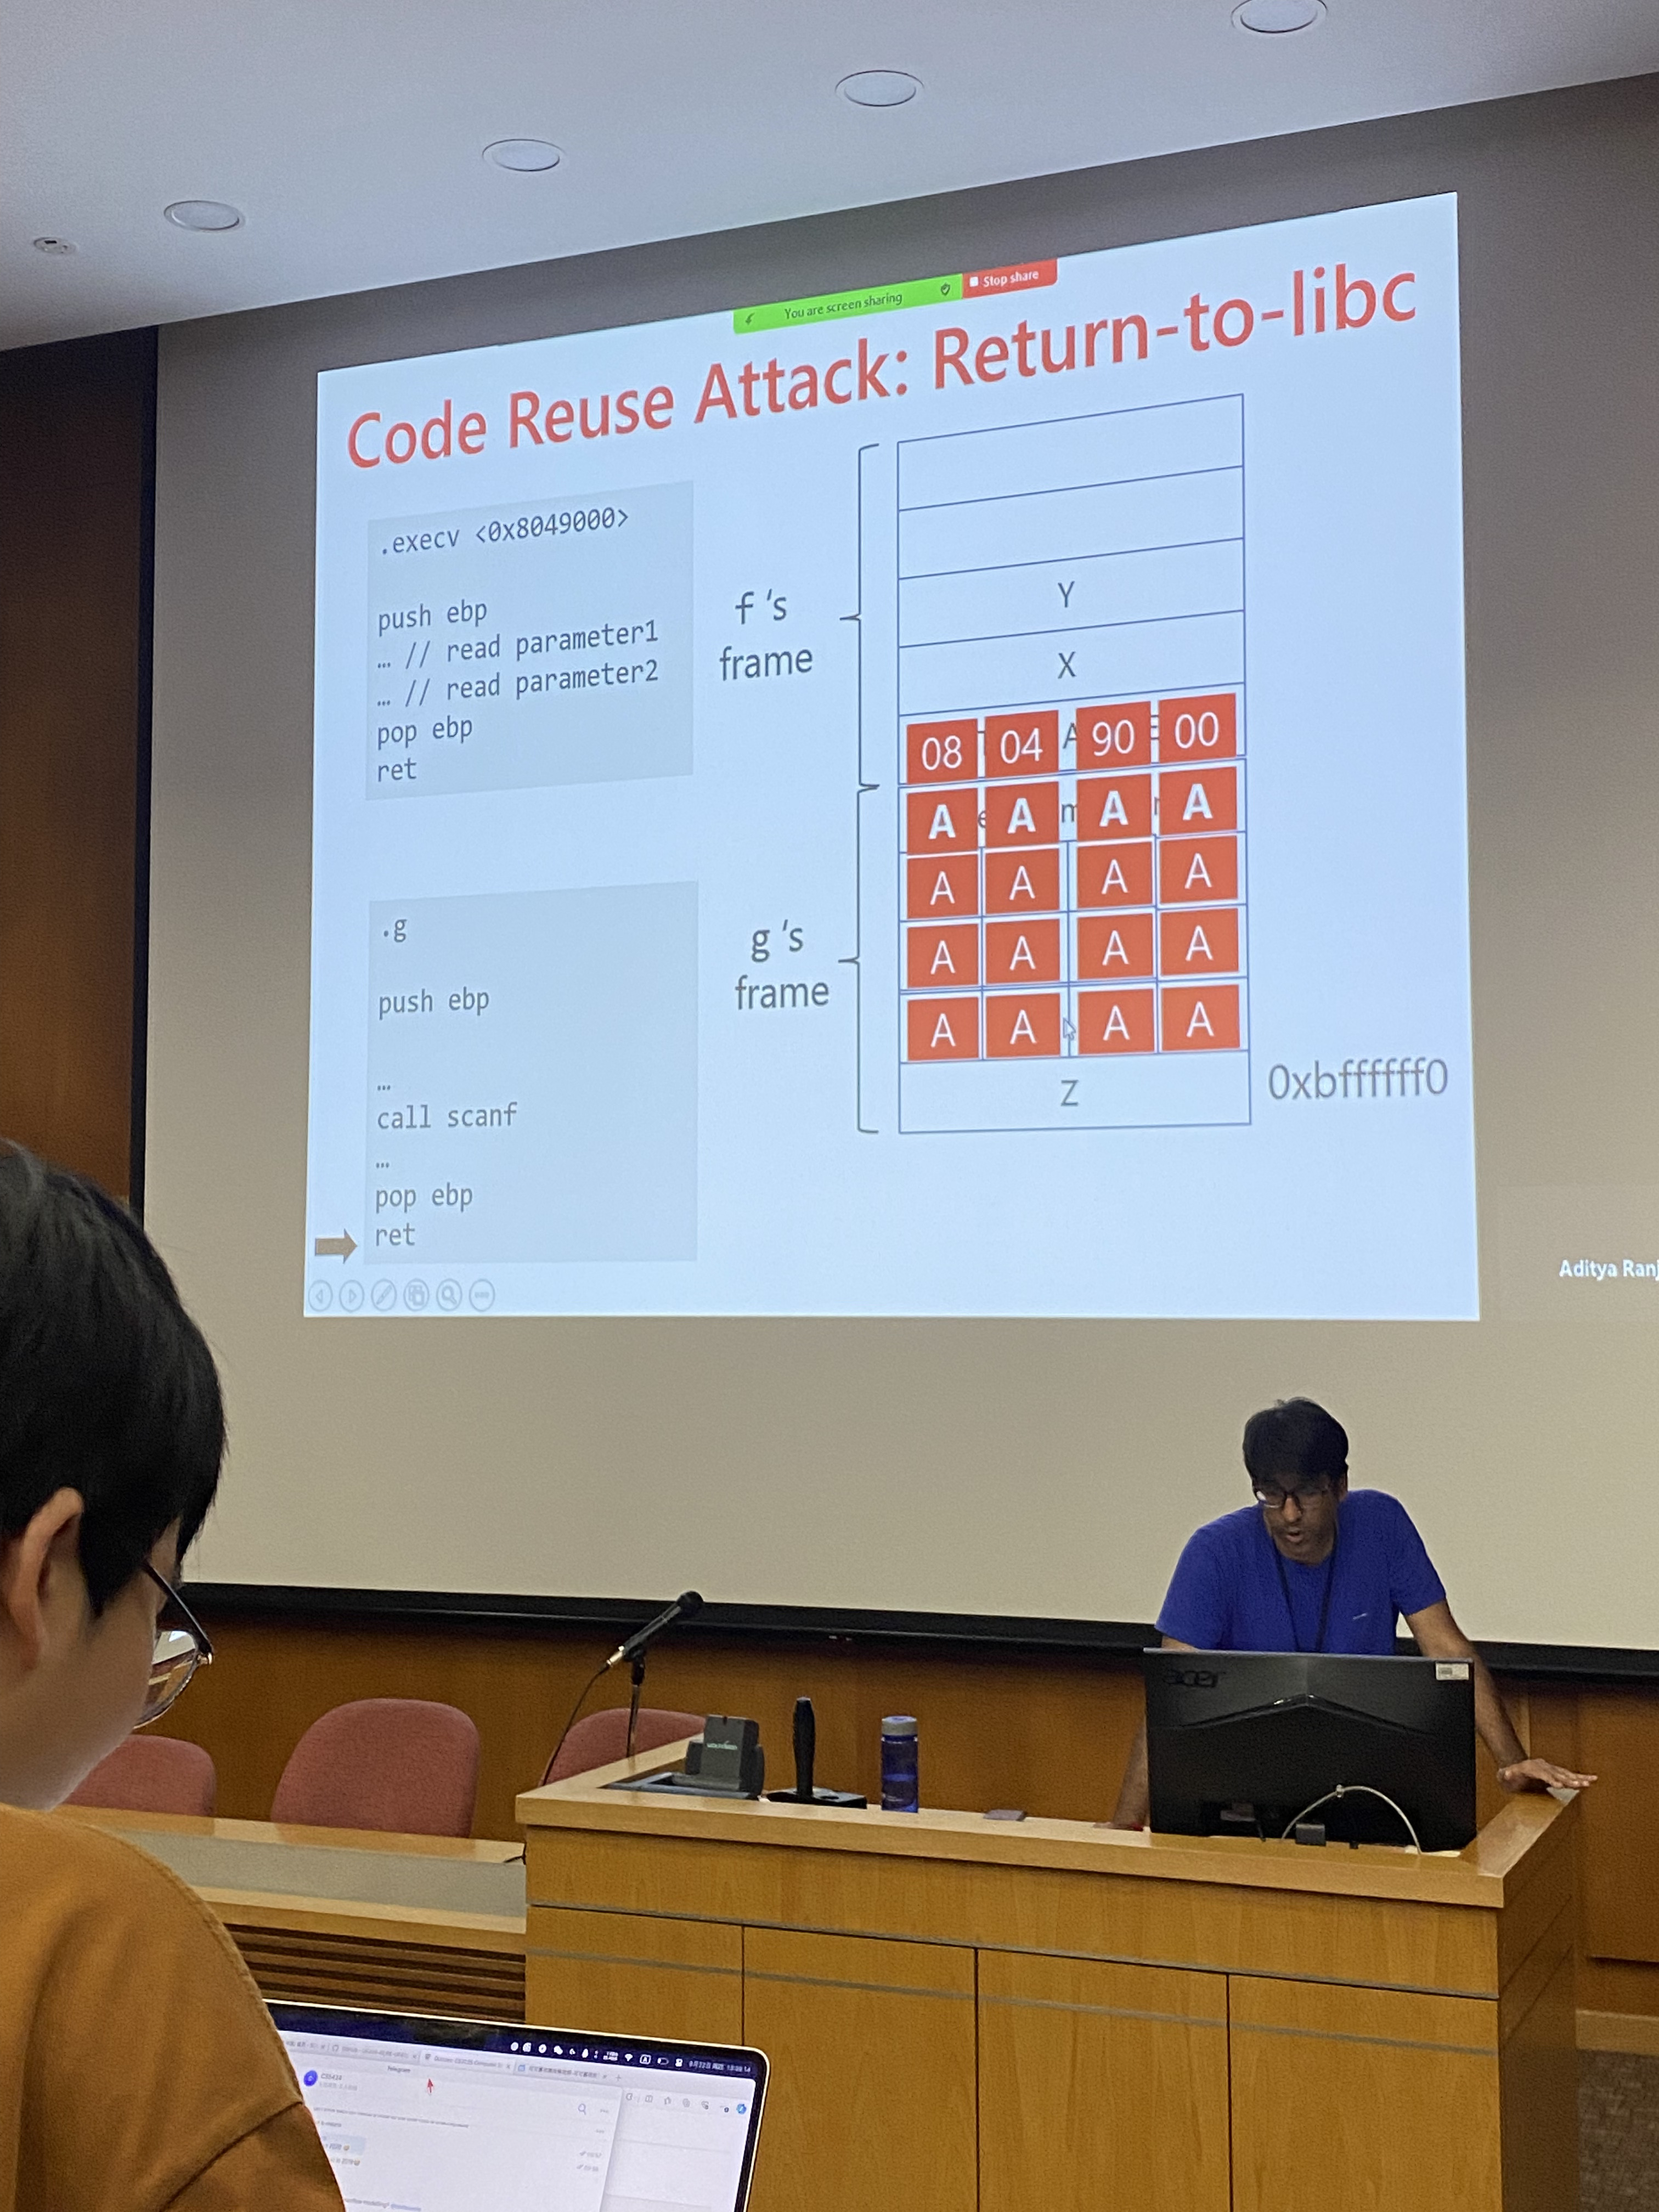 You are screen sharing
Stop share
Code Reuse Attack: Return-to-libc
.execv <0x8049000>
push ebp
… // read parameter1
… // read parameter2
pop ebp
ret
f 's
frame
Y
X
08 04 90 00
A A A A
A A A A
A A A A
A A A A
Z
0xbffffff0
.g
push ebp
…
call scanf
…
pop ebp
ret
g 's
frame
Aditya Ranj
acer